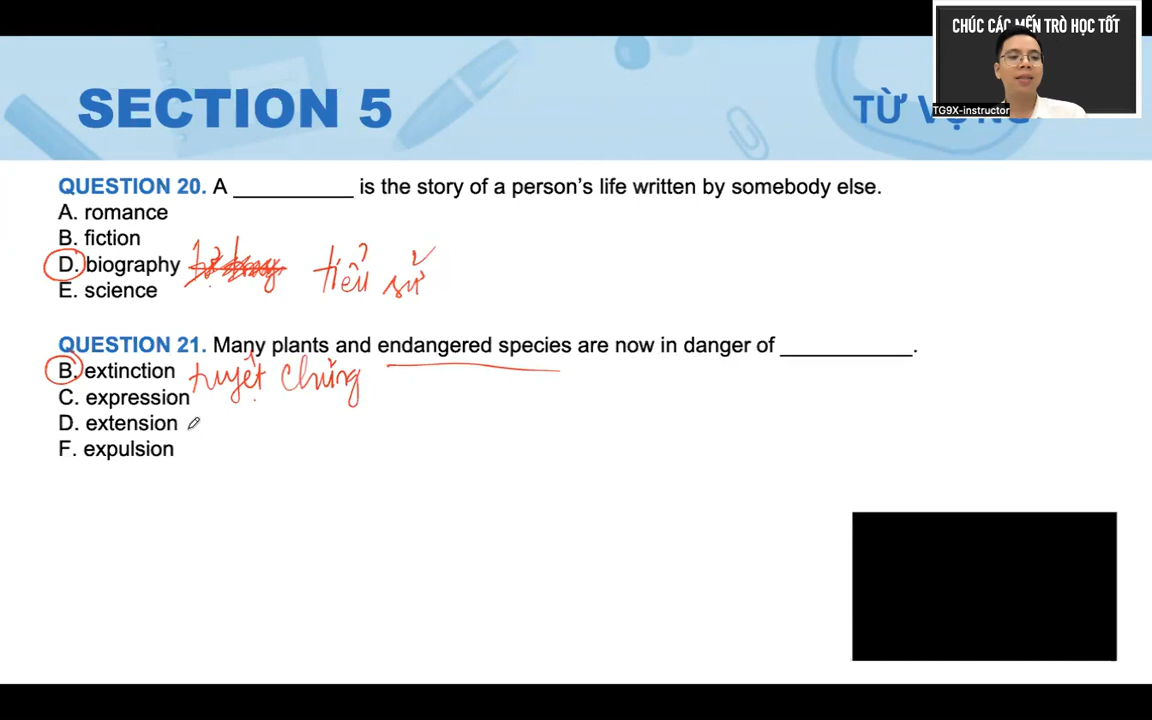 CHÚC CÁC MẾN TRÒ HỌC TỐT
TG9X-instructor
SECTION 5
TỪ VỰNG
QUESTION 20. A __________ is the story of a person's life written by somebody else.
A. romance
B. fiction
D. biography tiểu sử
E. science
QUESTION 21. Many plants and endangered species are now in danger of ___________.
B. extinction tuyệt chủng
C. expression
D. extension
F. expulsion